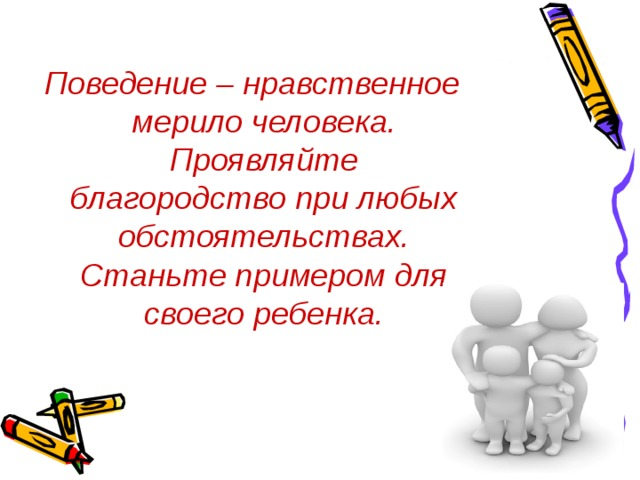 Поведение – нравственное
мерило человека.
Проявляйте
благородство при любых
обстоятельствах.
Станьте примером для
своего ребенка.